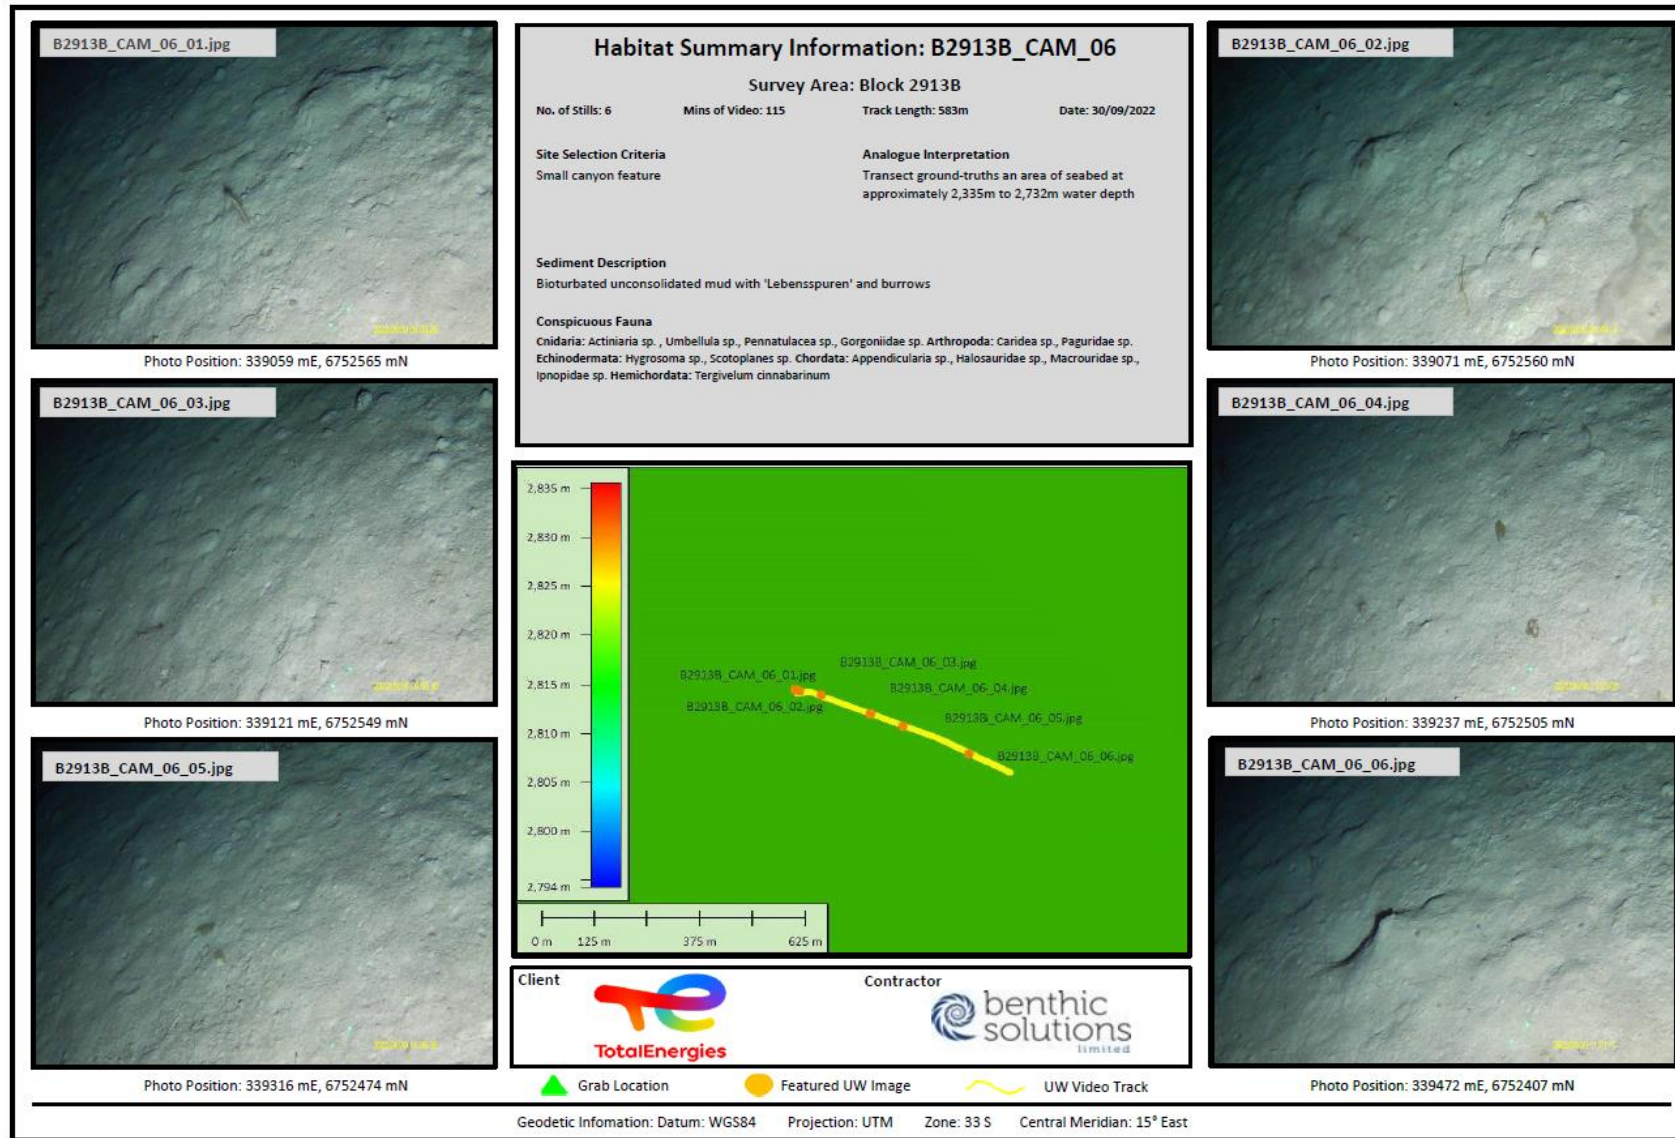 B2913B_CAM_06_01.jpg
Photo Position: 339059 mE, 6752565 mN
B2913B_CAM_06_03.jpg
Photo Position: 339121 mE, 6752549 mN
B2913B_CAM_06_05.jpg
Photo Position: 339316 mE, 6752474 mN
Habitat Summary Information: B2913B_CAM_06
Survey Area: Block 2913B
No. of Stills: 6 Mins of Video: 115 Track Length: 583m Date: 30/09/2022
Site Selection Criteria
Small canyon feature
Analogue Interpretation
Transect ground-truths an area of seabed at
approximately 2,335m to 2,732m water depth
Sediment Description
Bioturbated unconsolidated mud with 'Lebensspuren' and burrows
Conspicuous Fauna
Cnidaria: Actiniaria sp. , Umbellula sp., Pennatulacea sp., Gorgoniidae sp. Arthropoda: Caridea sp., Paguridae sp.
Echinodermata: Hygrosoma sp., Scotoplanes sp. Chordata: Appendicularia sp., Halosauridae sp., Macrouridae sp.,
Ipnopidae sp. Hemichordata: Tergivelum cinnabarinum
2,835 m
2,830 m
2,825 m
2,820 m
2,815 m
2,810 m
2,805 m
2,800 m
2,794 m
B2913B_CAM_06_03.jpg
B2913B_CAM_06_01.jpg
B2913B_CAM_06-_04.jpg
B2913B_CAM_06_02.jpg
B2913B_CAM_06_05.jpg
B2913B_CAM_06_06.jpg
0 m 125 m 375 m 625 m
Client
TotalEnergies
Contractor
benthic
solutions
limited
B2913B_CAM_06_02.jpg
Photo Position: 339071 mE, 6752560 mN
B2913B_CAM_06_04.jpg
Photo Position: 339237 mE, 6752505 mN
B2913B_CAM_06_06.jpg
Photo Position: 339472 mE, 6752407 mN
Grab Location Featured UW Image UW Video Track
Geodetic Infomation: Datum: WGS84 Projection: UTM Zone: 33 S Central Meridian: 15° East